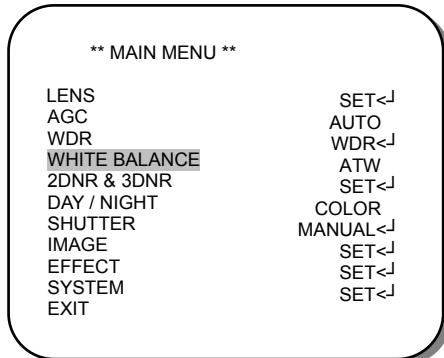 ** MAIN MENU **
LENS SET<┘
AGC AUTO
WDR WDR<┘
WHITE BALANCE ATW
2DNR & 3DNR SET<┘
DAY / NIGHT COLOR
SHUTTER MANUAL<┘
IMAGE SET<┘
EFFECT SET<┘
SYSTEM SET<┘
EXIT